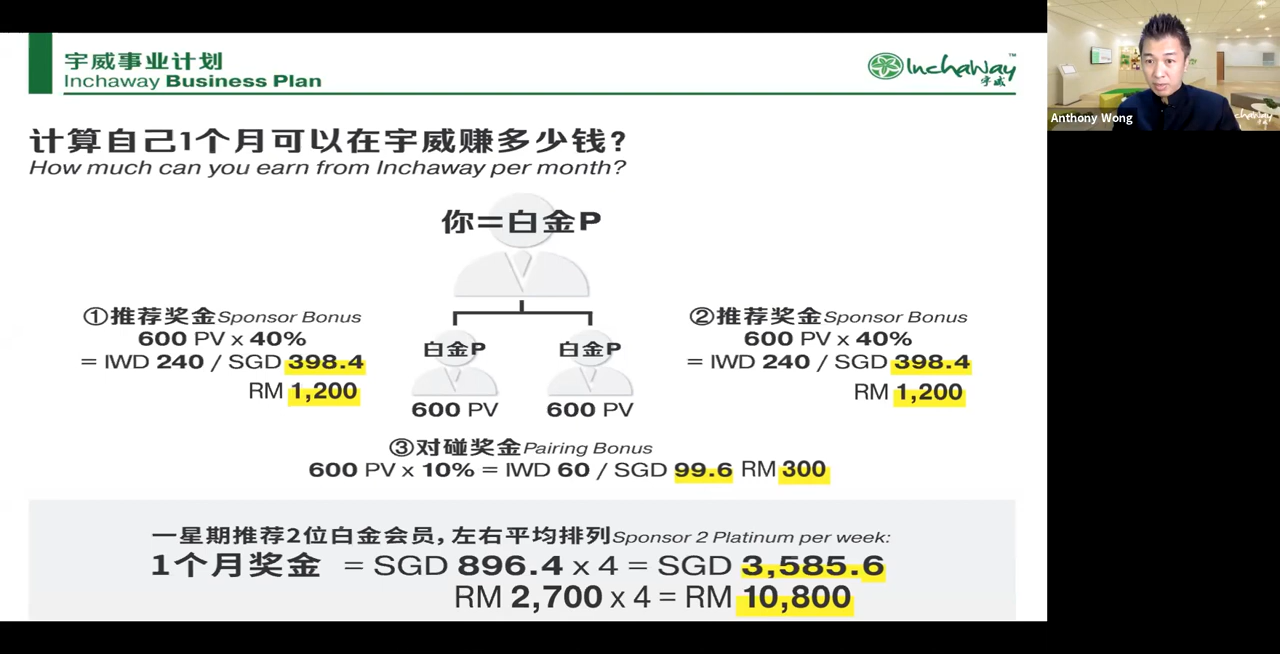 宇威事业计划
Inchaway Business Plan
Inchaway™
宇威
Anthony Wong
计算自己1个月可以在宇威赚多少钱?
How much can you earn from Inchaway per month?
你=白金P
①推荐奖金Sponsor Bonus
600 PV x 40%
= IWD 240 / SGD 398.4
RM 1,200
白金P
600 PV
白金P
600 PV
②推荐奖金Sponsor Bonus
600 PV x 40%
= IWD 240 / SGD 398.4
RM 1,200
③对碰奖金Pairing Bonus
600 PV x 10% = IWD 60 / SGD 99.6 RM 300
一星期推荐2位白金会员,左右平均排列Sponsor 2 Platinum per week:
1个月奖金 = SGD 896.4 x 4 = SGD 3,585.6
RM 2,700 x 4 = RM 10,800